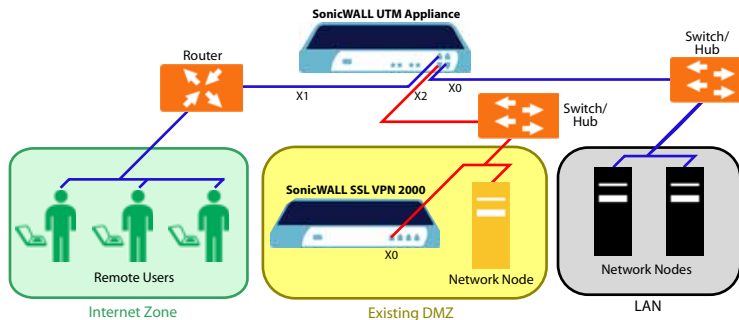 SonicWALL UTM Appliance
Router
Switch/
Hub
X1
X2
X0
Switch/
Hub
SonicWALL SSL VPN 2000
X0
Remote Users
Network Node
Network Nodes
Internet Zone
Existing DMZ
LAN